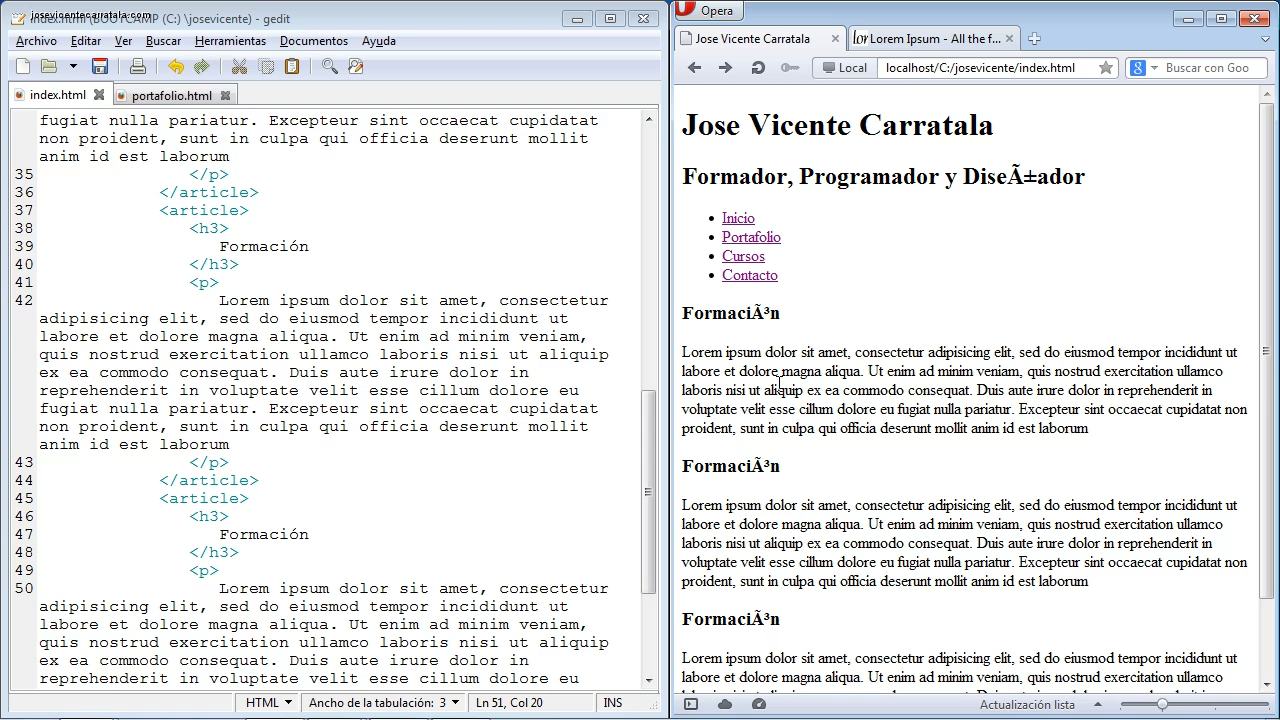 index.html (BOOTCAMP (C:) \josevicente) - gedit
josevicentecarratala.com
Archivo Editar Ver Buscar Herramientas Documentos Ayuda
index.html portafolio.html
fugiat nulla pariatur. Excepteur sint occaecat cupidatat
non proident, sunt in culpa qui officia deserunt mollit
anim id est laborum
35 </p>
36 </article>
37 <article>
38 <h3>
39 Formación
40 </h3>
41 <p>
42 Lorem ipsum dolor sit amet, consectetur
adipisicing elit, sed do eiusmod tempor incididunt ut
labore et dolore magna aliqua. Ut enim ad minim veniam,
quis nostrud exercitation ullamco laboris nisi ut aliquip
ex ea commodo consequat. Duis aute irure dolor in
reprehenderit in voluptate velit esse cillum dolore eu
fugiat nulla pariatur. Excepteur sint occaecat cupidatat
non proident, sunt in culpa qui officia deserunt mollit
anim id est laborum
43 </p>
44 </article>
45 <article>
46 <h3>
47 Formación
48 </h3>
49 <p>
50 Lorem ipsum dolor sit amet, consectetur
adipisicing elit, sed do eiusmod tempor incididunt ut
labore et dolore magna aliqua. Ut enim ad minim veniam,
quis nostrud exercitation ullamco laboris nisi ut aliquip
ex ea commodo consequat. Duis aute irure dolor in
reprehenderit in voluptate velit esse cillum dolore eu
HTML Ancho de la tabulación: 3 Ln 51, Col 20 INS
Opera
Jose Vicente Carratala Lorem Ipsum - All the f...
Local localhost/C:/josevicente/index.html Buscar con Goo
Jose Vicente Carratala
Formador, Programador y DiseÃ±ador
Inicio
Portafolio
Cursos
Contacto
FormaciÃ³n
Lorem ipsum dolor sit amet, consectetur adipisicing elit, sed do eiusmod tempor incididunt ut
labore et dolore magna aliqua. Ut enim ad minim veniam, quis nostrud exercitation ullamco
laboris nisi ut aliquip ex ea commodo consequat. Duis aute irure dolor in reprehenderit in
voluptate velit esse cillum dolore eu fugiat nulla pariatur. Excepteur sint occaecat cupidatat non
proident, sunt in culpa qui officia deserunt mollit anim id est laborum
FormaciÃ³n
Lorem ipsum dolor sit amet, consectetur adipisicing elit, sed do eiusmod tempor incididunt ut
labore et dolore magna aliqua. Ut enim ad minim veniam, quis nostrud exercitation ullamco
laboris nisi ut aliquip ex ea commodo consequat. Duis aute irure dolor in reprehenderit in
voluptate velit esse cillum dolore eu fugiat nulla pariatur. Excepteur sint occaecat cupidatat non
proident, sunt in culpa qui officia deserunt mollit anim id est laborum
FormaciÃ³n
Lorem ipsum dolor sit amet, consectetur adipisicing elit, sed do eiusmod tempor incididunt ut
labore et dolore magna aliqua. Ut enim ad minim veniam, quis nostrud exercitation ullamco
Actualización lista